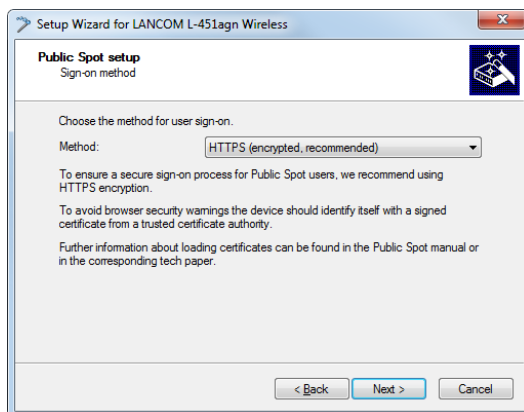 Setup Wizard for LANCOM L-451agn Wireless
Public Spot setup
Sign-on method
Choose the method for user sign-on.
Method: HTTPS (encrypted, recommended)
To ensure a secure sign-on process for Public Spot users, we recommend using
HTTPS encryption.
To avoid browser security warnings the device should identify itself with a signed
certificate from a trusted certificate authority.
Further information about loading certificates can be found in the Public Spot manual or
in the corresponding tech paper.
< Back Next > Cancel